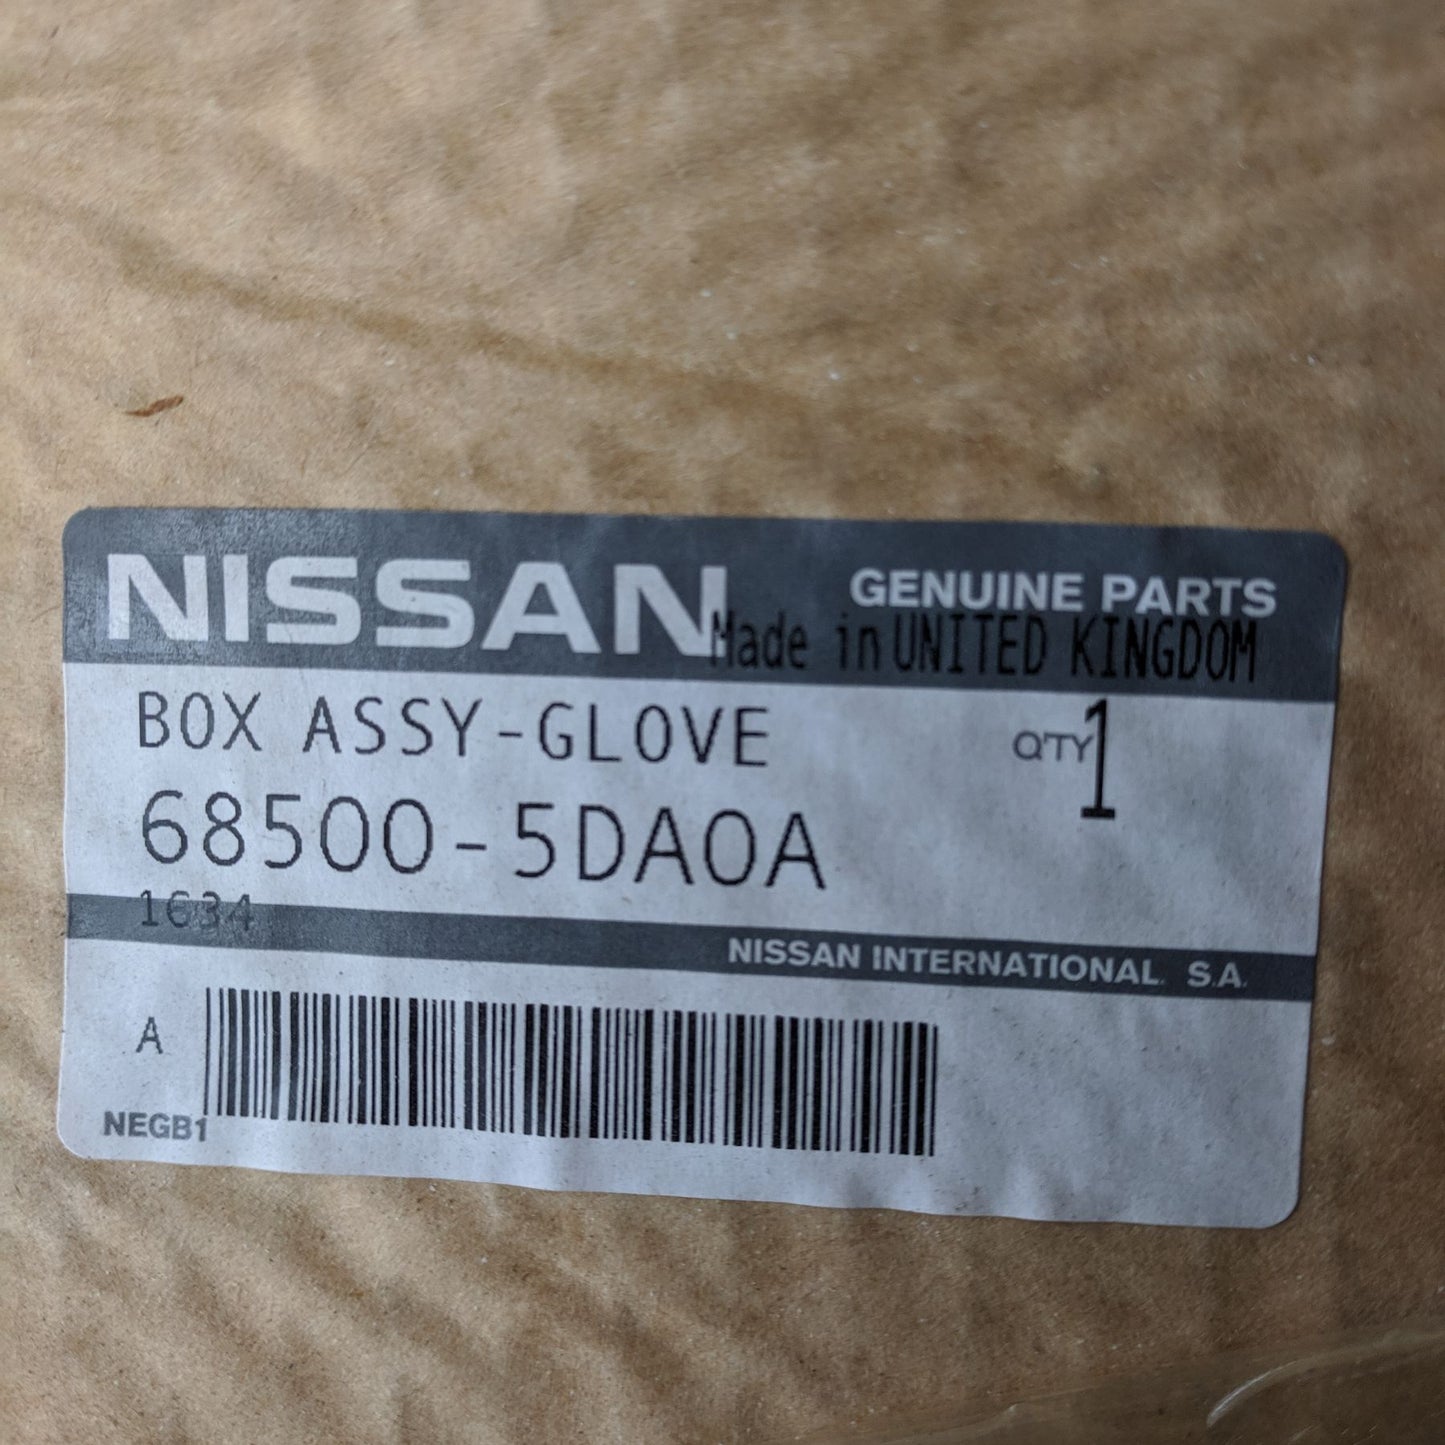 NISSAN GENUINE PARTS
Made in UNITED KINGDOM
BOX ASSY-GLOVE QTY 1
68500-5DA0A
1634
NISSAN INTERNATIONAL S.A.
A
NEGB1